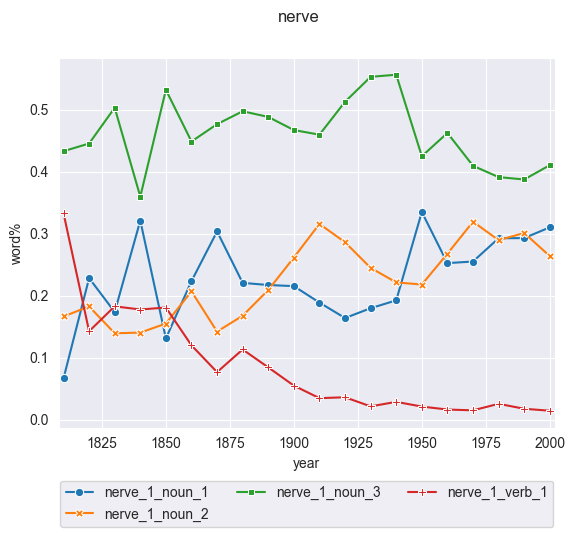 nerve
0.5
0.4
0.3
0.2
0.1
0.0
word%
1825 1850 1875 1900 1925 1950 1975 2000
year
nerve_1_noun_1 nerve_1_noun_3 nerve_1_verb_1
nerve_1_noun_2